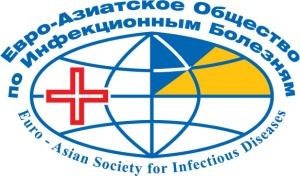 Евро-Азиатское Общество
по Инфекционным Болезням
Euro - Asian Society for Infectious Diseases